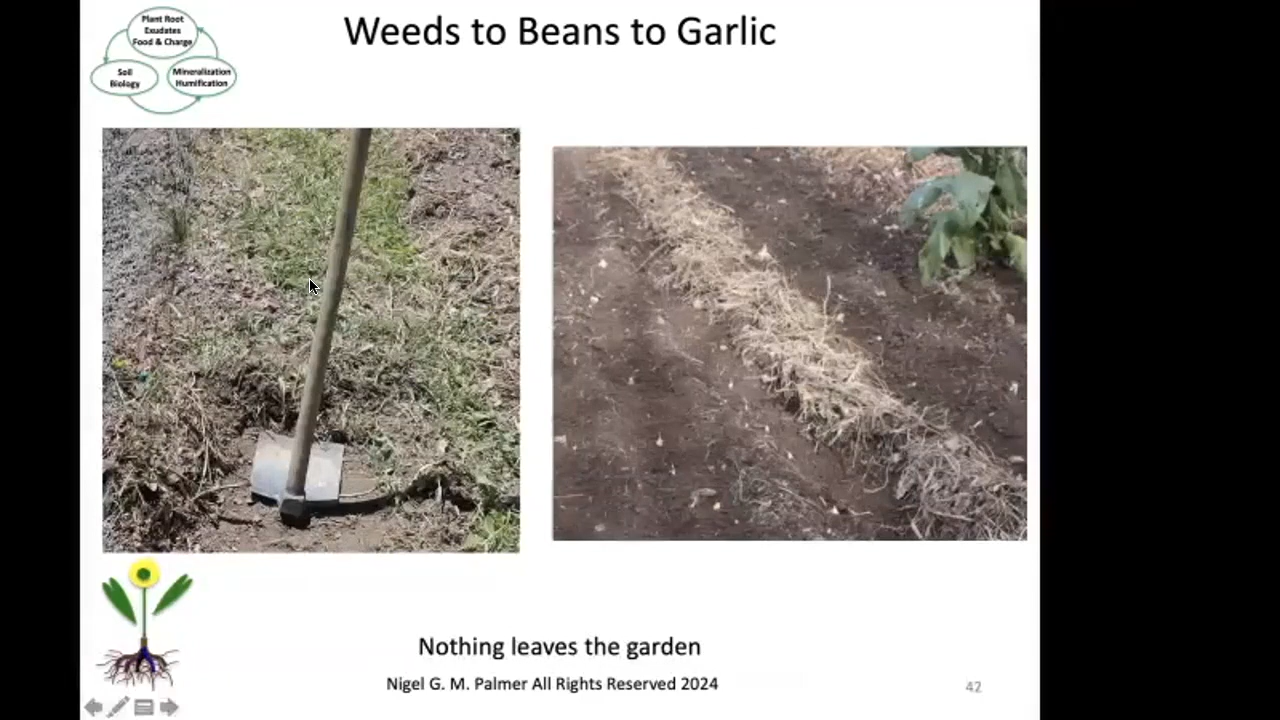 Plant Root
Exudates
Food & Charge
Soil
Biology
Mineralization
Humification
Weeds to Beans to Garlic
Nothing leaves the garden
Nigel G. M. Palmer All Rights Reserved 2024
42